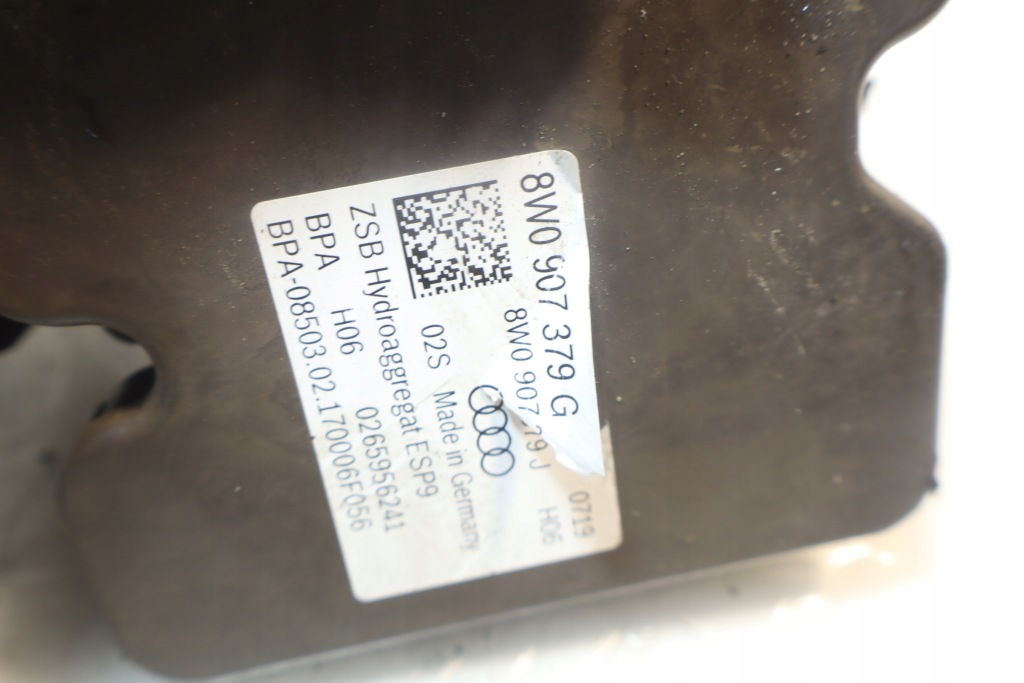 8W0 907 379 G
0719
8W0 907 379 J
H06
02S Made in Germany
ZSB Hydroaggregat ESP9
BPA H06 0265956241
BPA-08503.02.170006F056